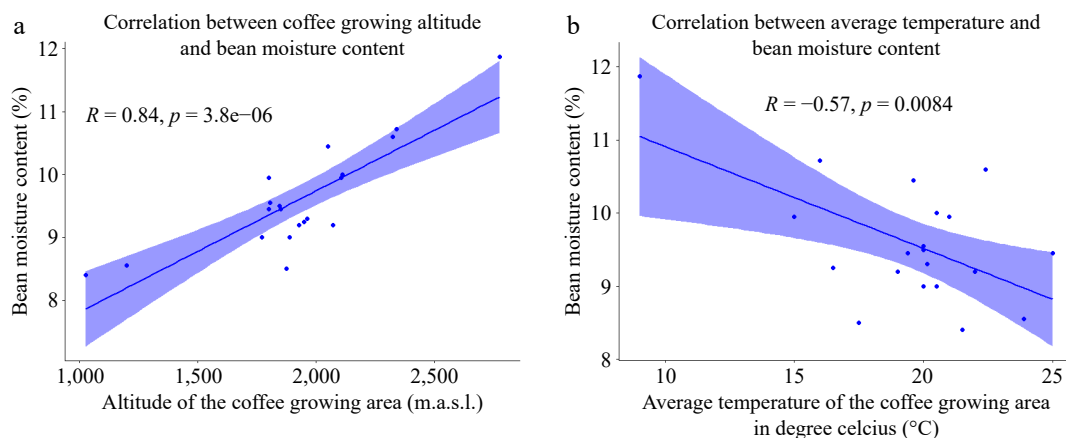 a
Correlation between coffee growing altitude
and bean moisture content
R = 0.84, p = 3.8e−06
Bean moisture content (%)
12
11
10
9
8
1,000
1,500
2,000
2,500
Altitude of the coffee growing area (m.a.s.l.)
b
Correlation between average temperature and
bean moisture content
R = −0.57, p = 0.0084
Bean moisture content (%)
12
11
10
9
8
10
15
20
25
Average temperature of the coffee growing area
in degree celcius (°C)